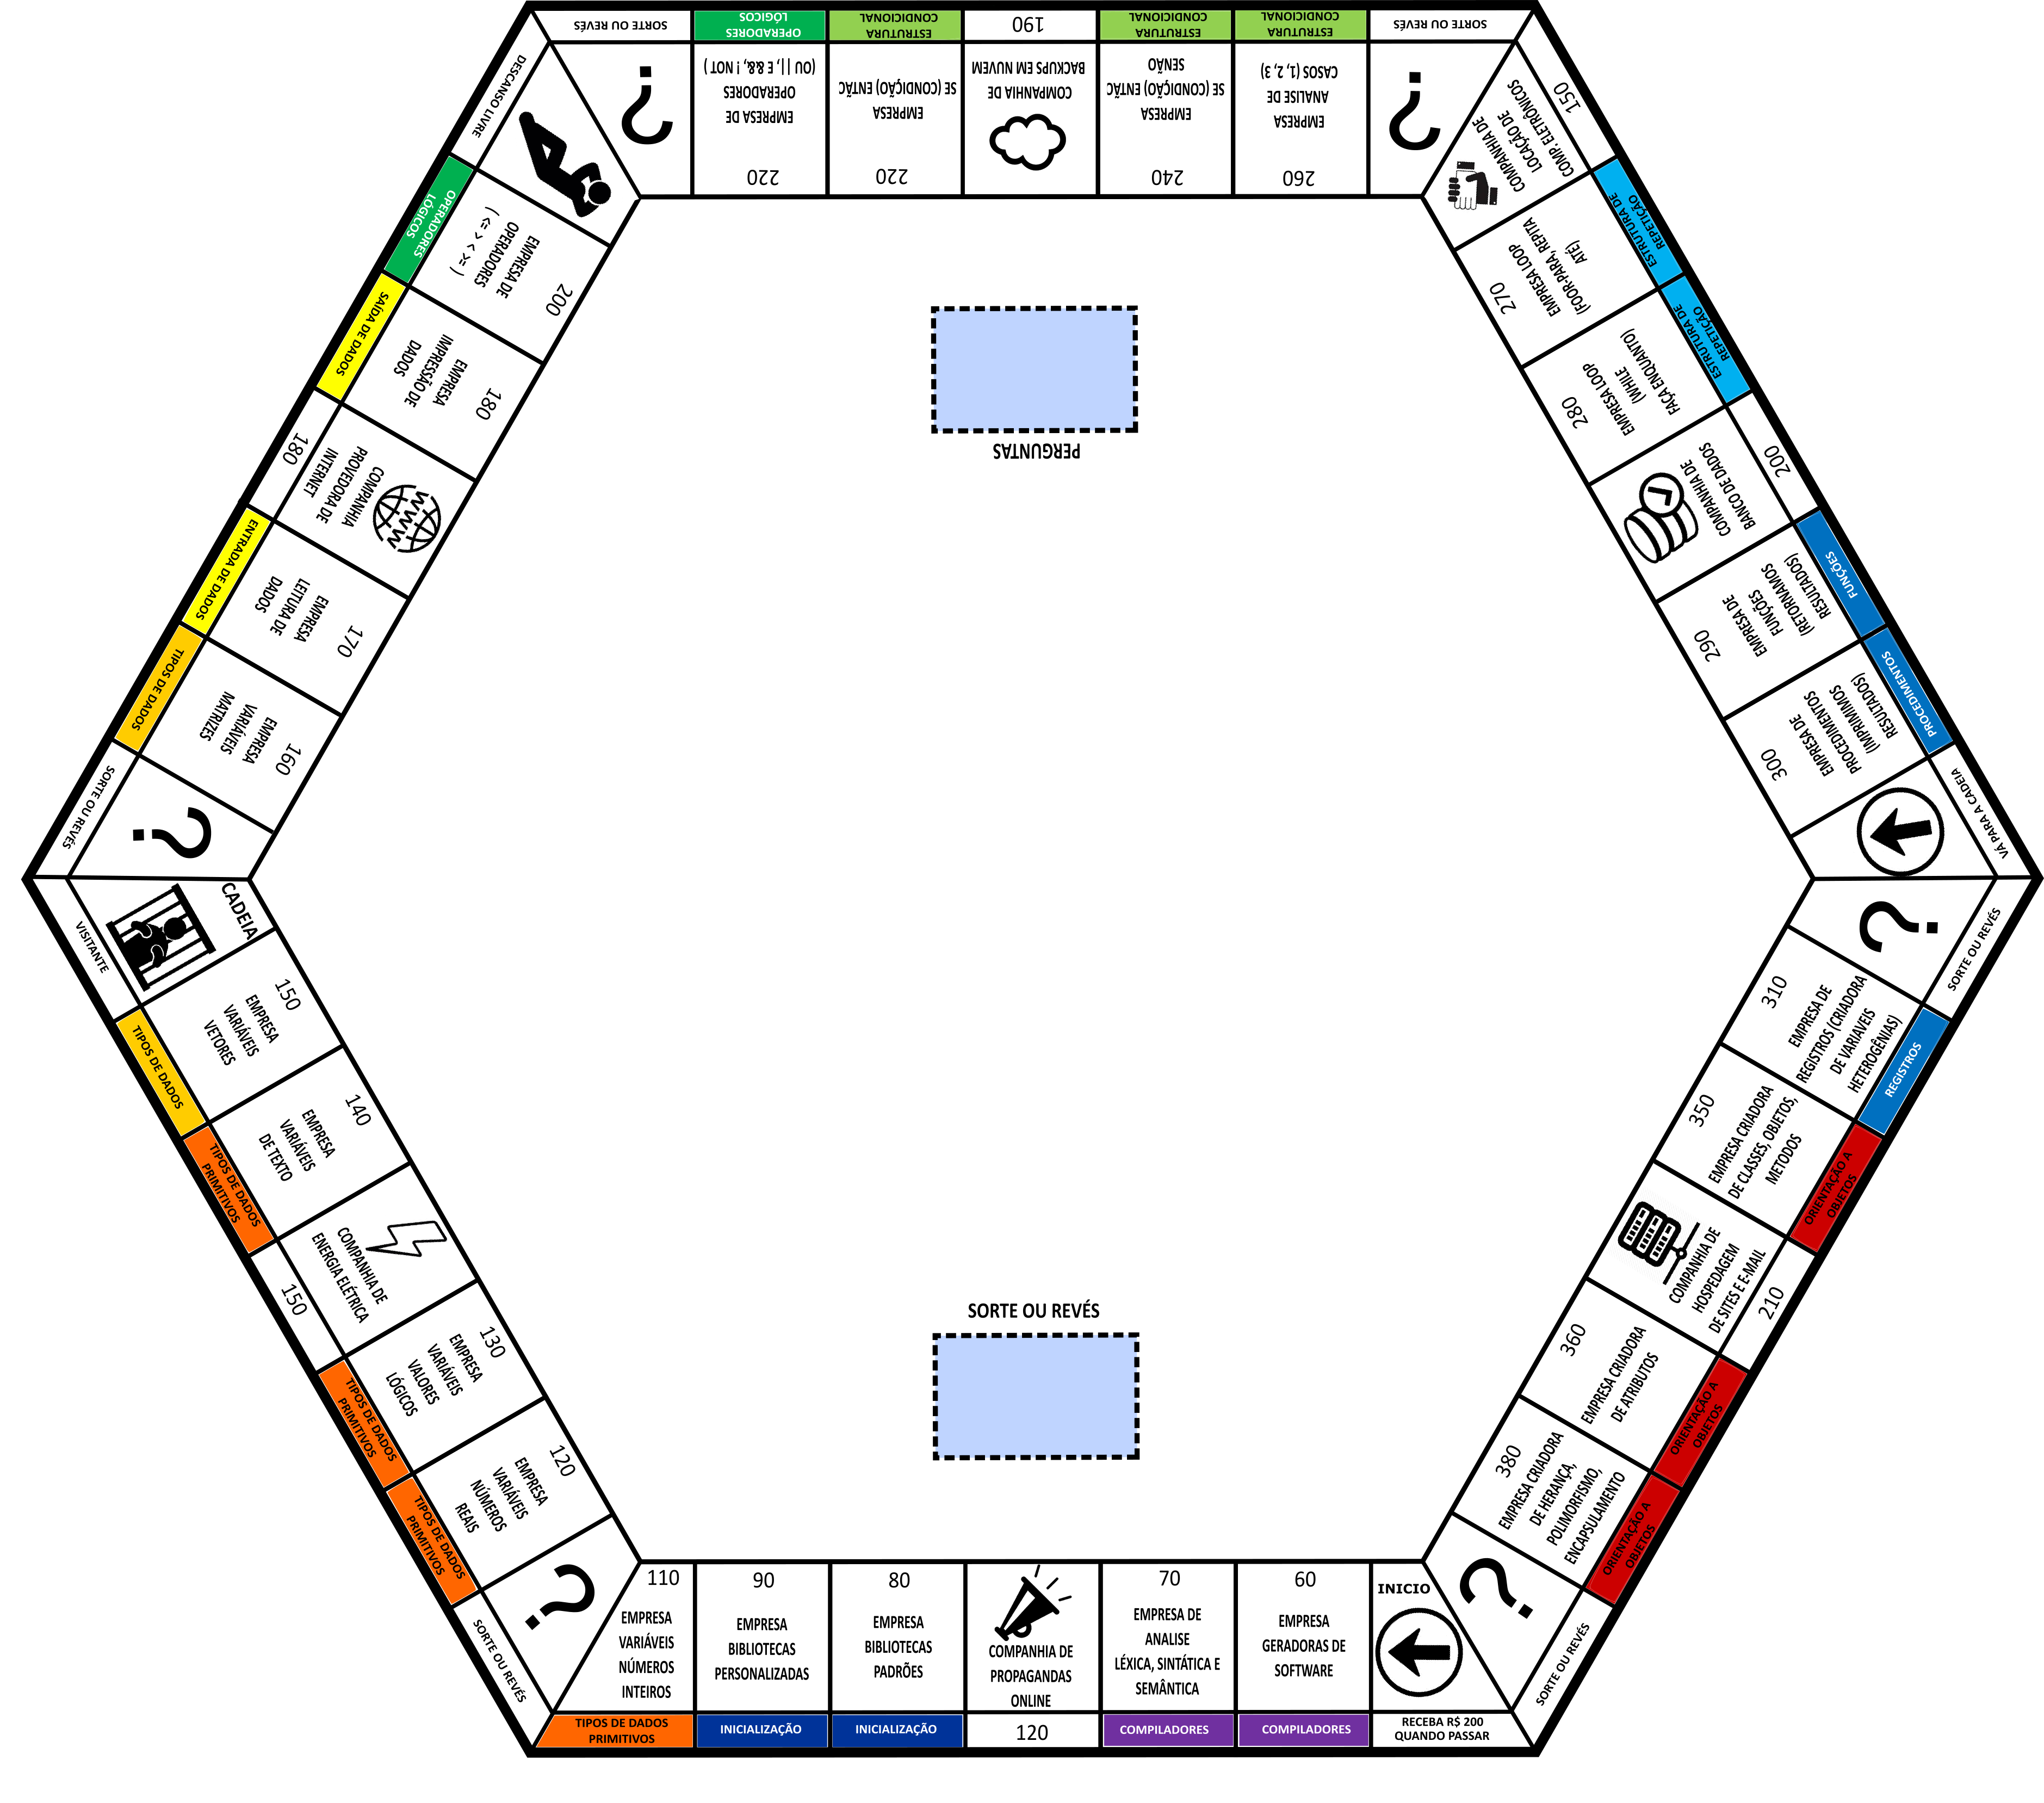 INICIO
RECEBA R$ 200
QUANDO PASSAR
60
EMPRESA
GERADORAS DE
SOFTWARE
COMPILADORES
70
EMPRESA DE
ANALISE
LÉXICA, SINTÁTICA E
SEMÂNTICA
COMPILADORES
COMPANHIA DE
PROPAGANDAS
ONLINE
120
80
EMPRESA
BIBLIOTECAS
PADRÕES
INICIALIZAÇÃO
90
EMPRESA
BIBLIOTECAS
PERSONALIZADAS
INICIALIZAÇÃO
110
EMPRESA
VARIÁVEIS
NÚMEROS
INTEIROS
TIPOS DE DADOS
PRIMITIVOS
?
SORTE OU REVÉS
120
EMPRESA
VARIÁVEIS
NÚMEROS
REAIS
TIPOS DE DADOS
PRIMITIVOS
130
EMPRESA
VARIÁVEIS
VALORES
LÓGICOS
TIPOS DE DADOS
PRIMITIVOS
COMPANHIA DE
ENERGIA ELÉTRICA
150
140
EMPRESA
VARIÁVEIS
DE TEXTO
TIPOS DE DADOS
PRIMITIVOS
150
EMPRESA
VARIÁVEIS
VETORES
TIPOS DE DADOS
CADEIA
VISITANTE
?
SORTE OU REVÉS
160
EMPRESA
VARIÁVEIS
MATRIZES
TIPOS DE DADOS
170
EMPRESA
LEITURA DE
DADOS
ENTRADA DE DADOS
WWW
COMPANHIA
PROVEDORA DE
INTERNET
180
180
EMPRESA
IMPRESSÃO DE
DADOS
SAÍDA DE DADOS
200
EMPRESA DE
OPERADORES
( <= > < >= )
OPERADORES
LÓGICOS
DESCANSO LIVRE
?
SORTE OU REVÉS
220
EMPRESA DE
OPERADORES
(OU ||, E &&, ! NOT )
OPERADORES
LÓGICOS
220
EMPRESA
SE (CONDIÇÃO) ENTÃC
ESTRUTURA
CONDICIONAL
COMPANHIA DE
BACKUPS EM NUVEM
190
240
EMPRESA
SE (CONDIÇÃO) ENTÃC
SENÃO
ESTRUTURA
CONDICIONAL
260
EMPRESA
ANALISE DE
CASOS (1, 2, 3)
ESTRUTURA
CONDICIONAL
?
SORTE OU REVÉS
COMPANHIA DE
LOCAÇÃO DE
COMP. ELETRÔNICOS
150
270
EMPRESA LOOP
(FOOR-PARA, REPITA
ATÉ)
ESTRUTURA DE
REPETIÇÃO
280
EMPRESA LOOP
(WHILE
FAÇA ENQUANTO)
ESTRUTURA DE
REPETIÇÃO
COMPANHIA DE
BANCO DE DADOS
200
290
EMPRESA DE
FUNÇÕES
(RETORNAMOS
RESULTADOS)
FUNÇÕES
300
EMPRESA DE
PROCEDIMENTOS
(IMPRIMIMOS
RESULTADOS)
PROCEDIMENTOS
VÁ PARA A CADEIA
?
SORTE OU REVÉS
310
EMPRESA DE
REGISTROS (CRIADORA
DE VARIAVEIS
HETEROGÊNIAS)
REGISTROS
350
EMPRESA CRIADORA
DE CLASSES, OBJETOS,
METODOS
ORIENTAÇÃO A
OBJETOS
COMPANHIA DE
HOSPEDAGEM
DE SITES E E-MAIL
210
360
EMPRESA CRIADORA
DE ATRIBUTOS
ORIENTAÇÃO A
OBJETOS
380
EMPRESA CRIADORA
DE HERANÇA,
POLIMORFISMO,
ENCAPSULAMENTO
ORIENTAÇÃO A
OBJETOS
?
SORTE OU REVÉS
PERGUNTAS
SORTE OU REVÉS